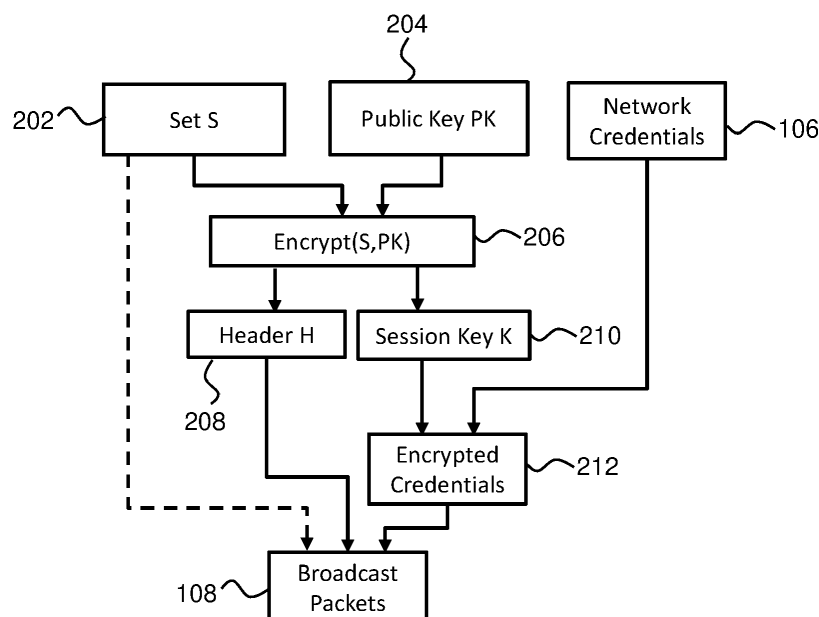 204
202
Set S
Public Key PK
Network
Credentials
106
Encrypt(S,PK)
206
Header H
Session Key K
210
208
Encrypted
Credentials
212
Broadcast
Packets
108